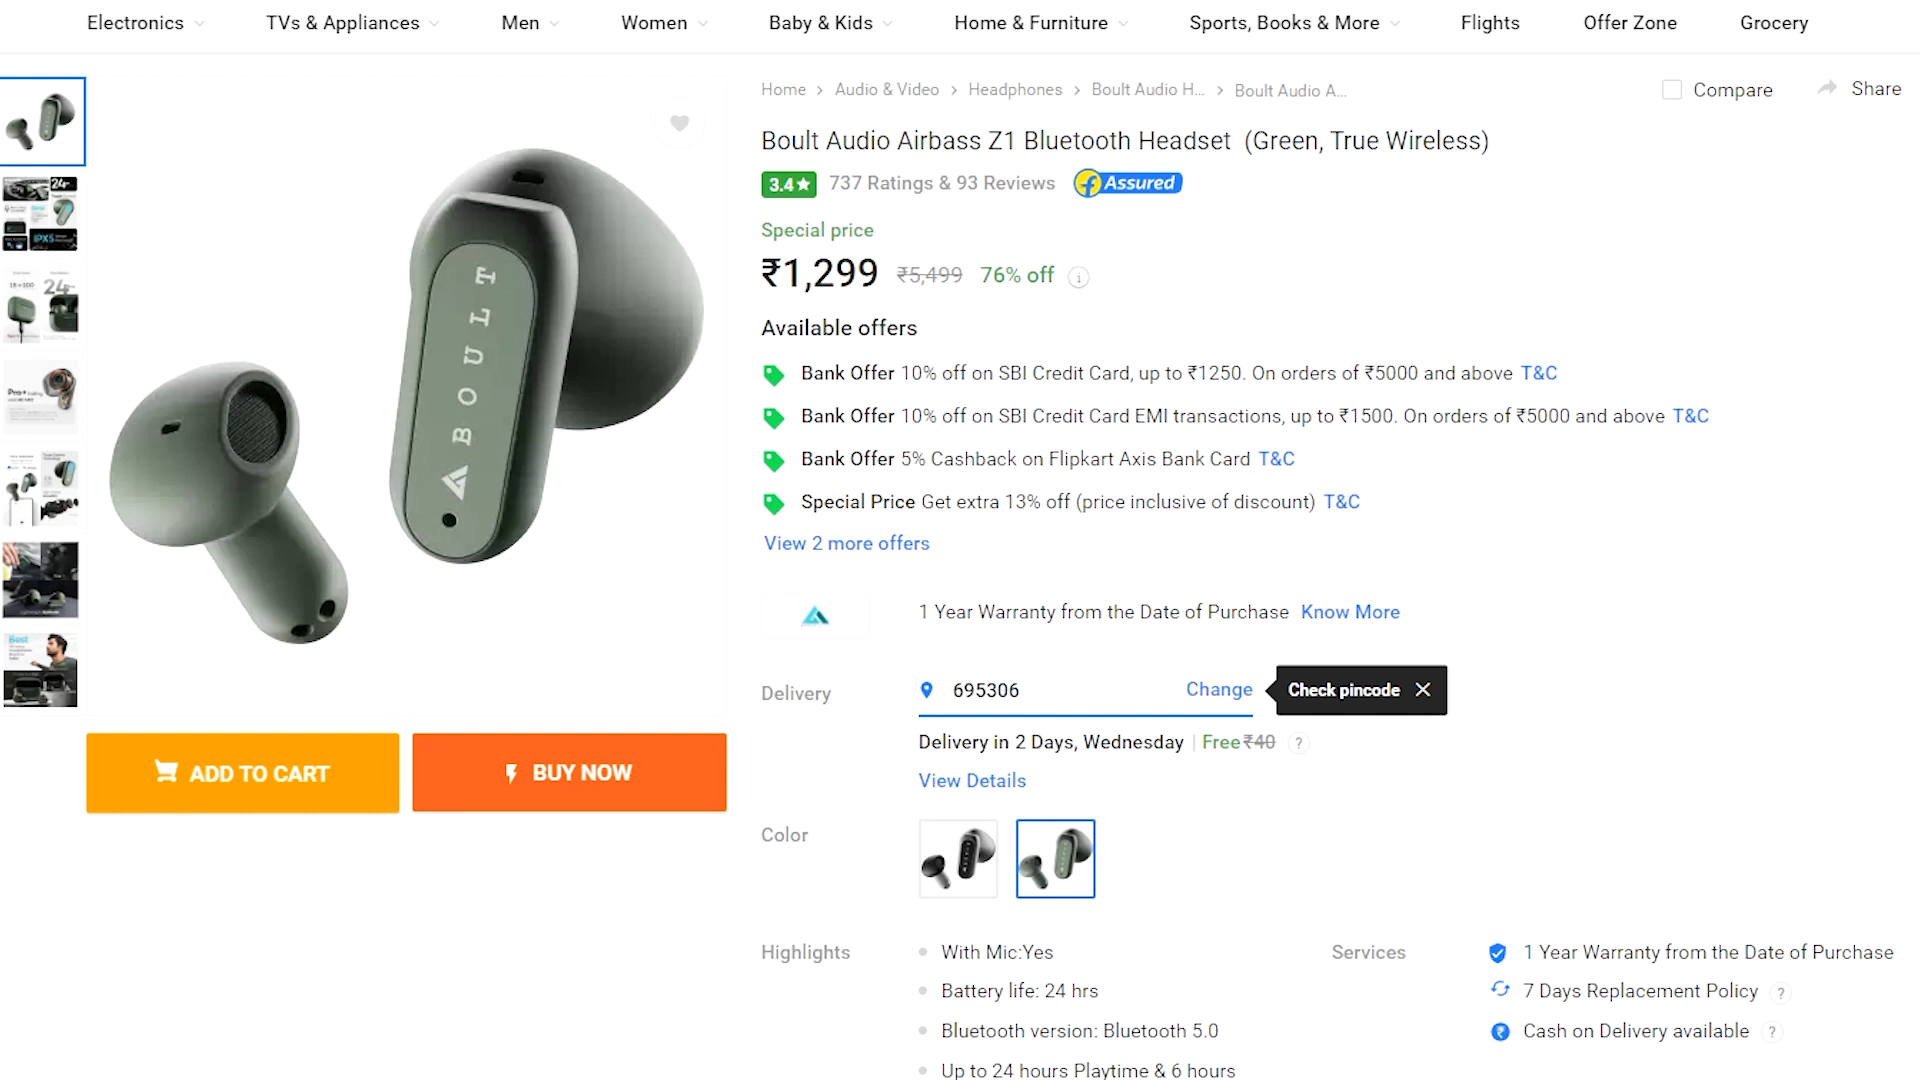 Electronics
TVs & Appliances
Men
Women
Baby & Kids
Home & Furniture
Sports, Books & More
Flights
Offer Zone
Grocery
Home > Audio & Video > Headphones > Boult Audio H... > Boult Audio A...
Compare
Share
Boult Audio Airbass Z1 Bluetooth Headset (Green, True Wireless)
3.4★ 737 Ratings & 93 Reviews Assured
Special price
₹1,299 ₹5,499 76% off
Available offers
Bank Offer 10% off on SBI Credit Card, up to ₹1250. On orders of ₹5000 and above T&C
Bank Offer 10% off on SBI Credit Card EMI transactions, up to ₹1500. On orders of ₹5000 and above T&C
Bank Offer 5% Cashback on Flipkart Axis Bank Card T&C
Special Price Get extra 13% off (price inclusive of discount) T&C
View 2 more offers
BOULT
24
IPX5
24
Pro+
Best
ADD TO CART
BUY NOW
1 Year Warranty from the Date of Purchase Know More
Delivery
695306
Change
Check pincode
Delivery in 2 Days, Wednesday | Free ₹40 ?
View Details
Color
Highlights
With Mic:Yes
Battery life: 24 hrs
Bluetooth version: Bluetooth 5.0
Up to 24 hours Playtime & 6 hours
Services
1 Year Warranty from the Date of Purchase
7 Days Replacement Policy ?
Cash on Delivery available ?